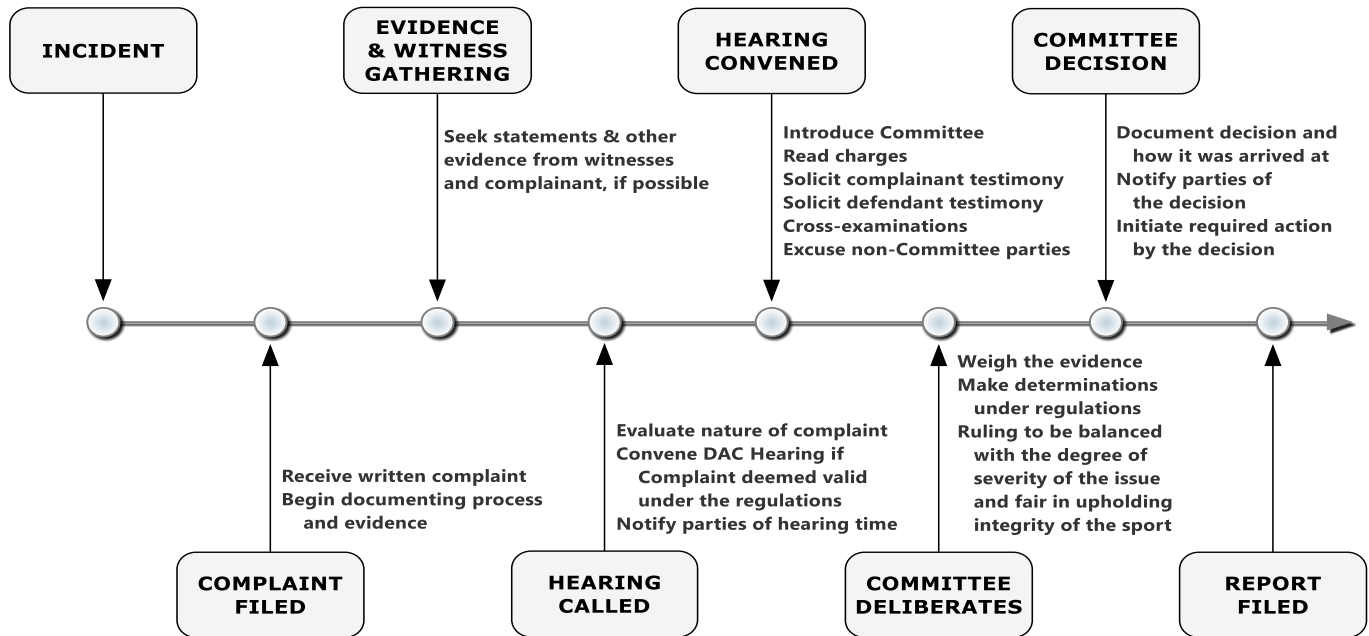 INCIDENT
EVIDENCE
& WITNESS
GATHERING
HEARING
CONVENED
COMMITTEE
DECISION
Seek statements & other
evidence from witnesses
and complainant, if possible
Introduce Committee
Read charges
Solicit complainant testimony
Solicit defendant testimony
Cross-examinations
Excuse non-Committee parties
Document decision and
how it was arrived at
Notify parties of
the decision
Initiate required action
by the decision
Receive written complaint
Begin documenting process
and evidence
Evaluate nature of complaint
Convene DAC Hearing if
Complaint deemed valid
under the regulations
Notify parties of hearing time
Weigh the evidence
Make determinations
under regulations
Ruling to be balanced
with the degree of
severity of the issue
and fair in upholding
integrity of the sport
COMPLAINT
FILED
HEARING
CALLED
COMMITTEE
DELIBERATES
REPORT
FILED